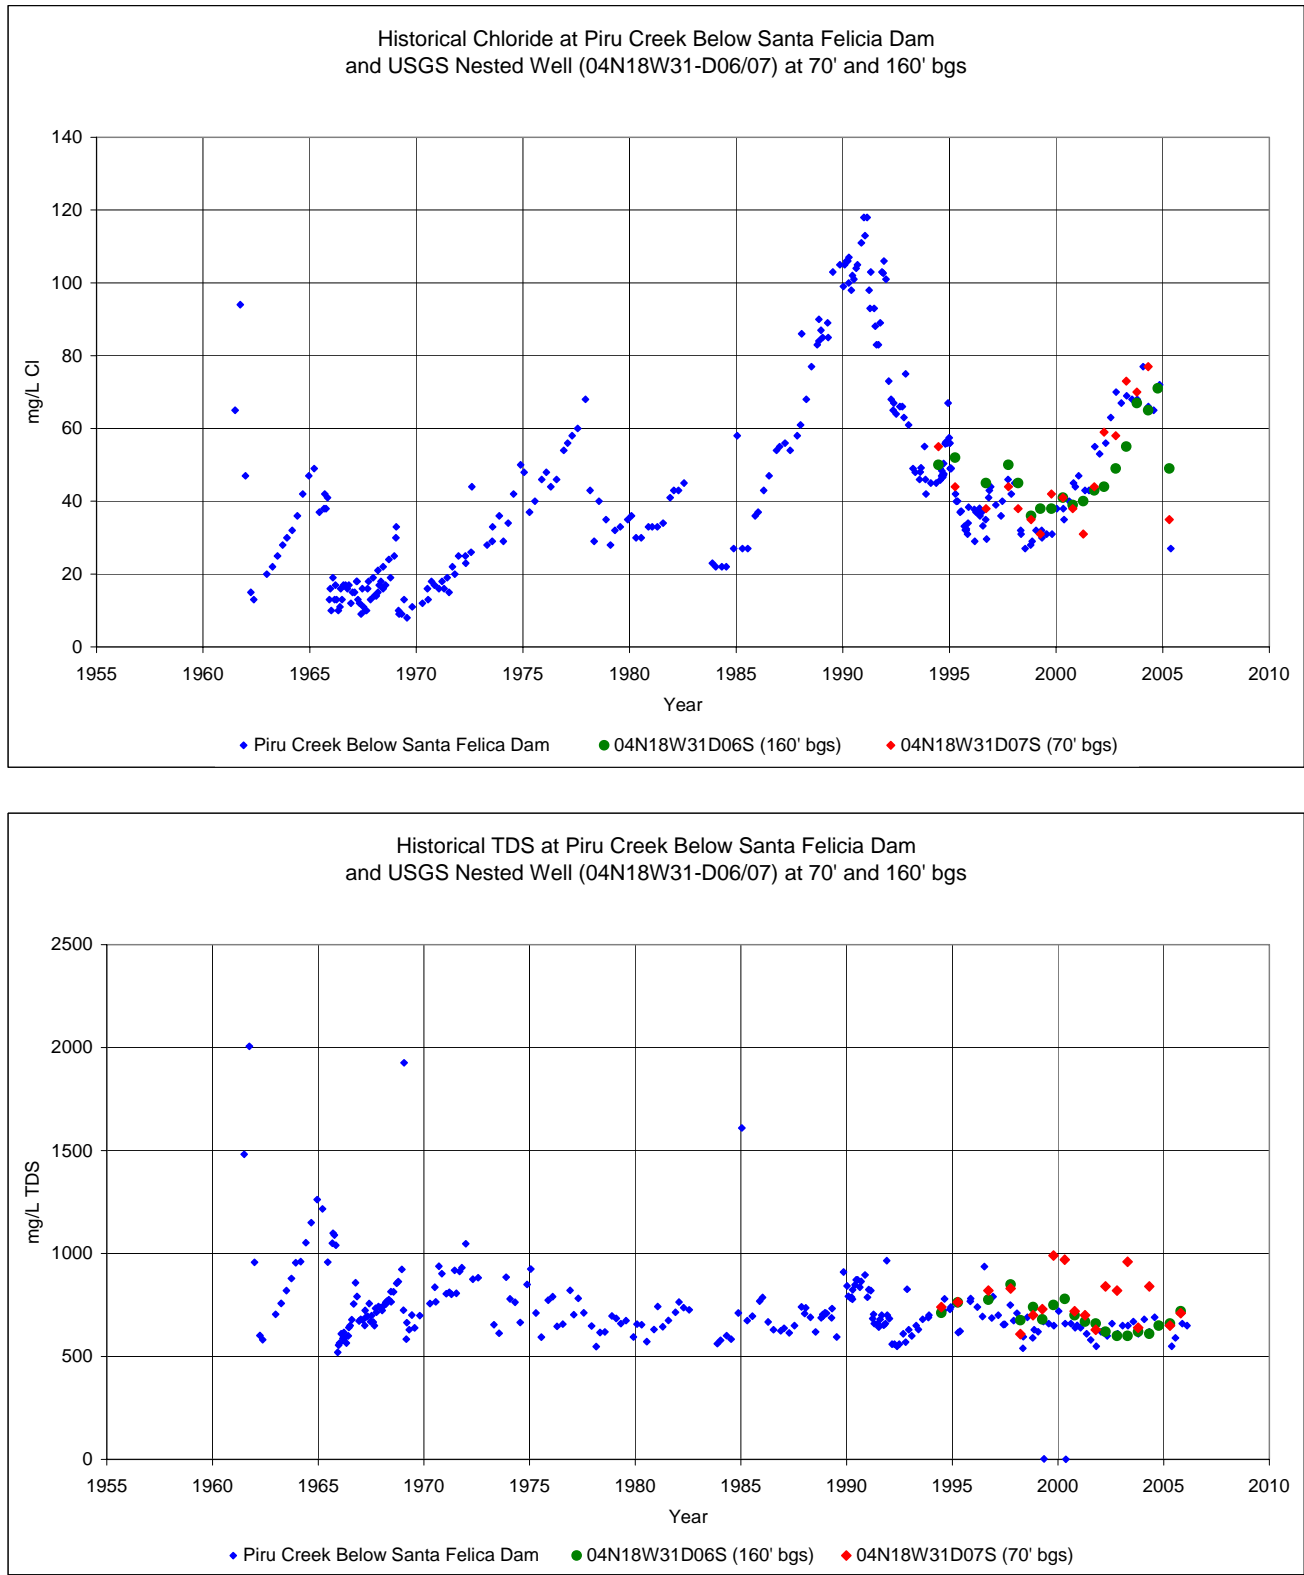 Historical Chloride at Piru Creek Below Santa Felicia Dam
and USGS Nested Well (04N18W31-D06/07) at 70' and 160' bgs
140
120
100
80
60
40
20
0
mg/L Cl
1955 1960 1965 1970 1975 1980 1985 1990 1995 2000 2005 2010
Year
Piru Creek Below Santa Felica Dam 04N18W31D06S (160' bgs) 04N18W31D07S (70' bgs)
Historical TDS at Piru Creek Below Santa Felicia Dam
and USGS Nested Well (04N18W31-D06/07) at 70' and 160' bgs
2500
2000
1500
1000
500
0
mg/L TDS
1955 1960 1965 1970 1975 1980 1985 1990 1995 2000 2005 2010
Year
Piru Creek Below Santa Felica Dam 04N18W31D06S (160' bgs) 04N18W31D07S (70' bgs)